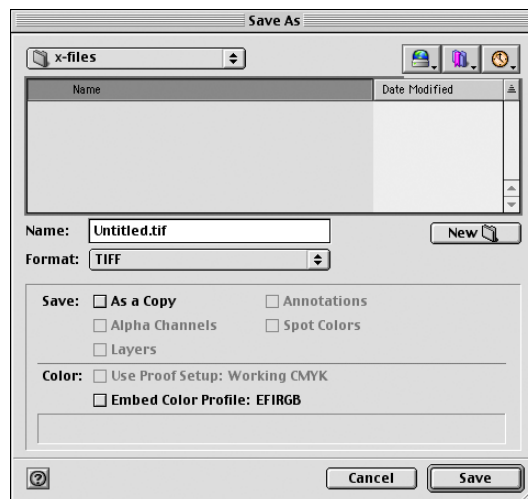 Save As
x-files
Name Date Modified
Name: Untitled.tif
New
Format: TIFF
Save: As a Copy Annotations
Alpha Channels Spot Colors
Layers
Color: Use Proof Setup: Working CMYK
Embed Color Profile: EFIRGB
?
Cancel Save